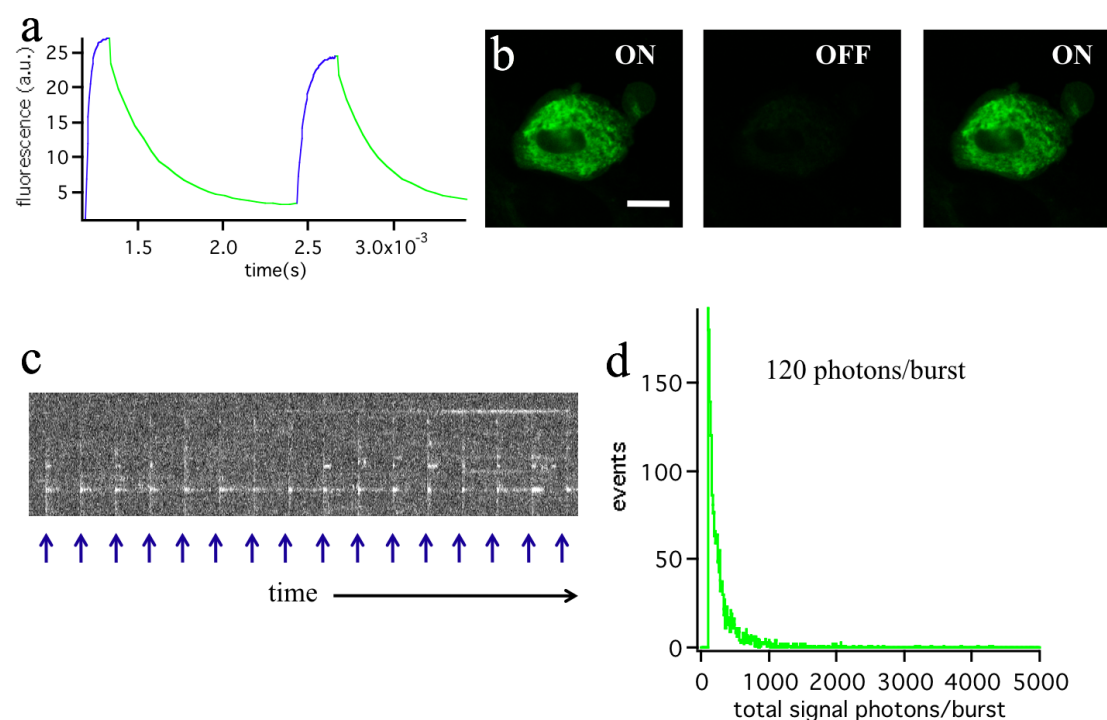 a
25
20
15
10
5
fluorescence (a.u.)
1.5 2.0 2.5 3.0x10⁻³
time(s)
b ON OFF ON
c
time
d
120 photons/burst
150
100
50
0
events
0 1000 2000 3000 4000 5000
total signal photons/burst